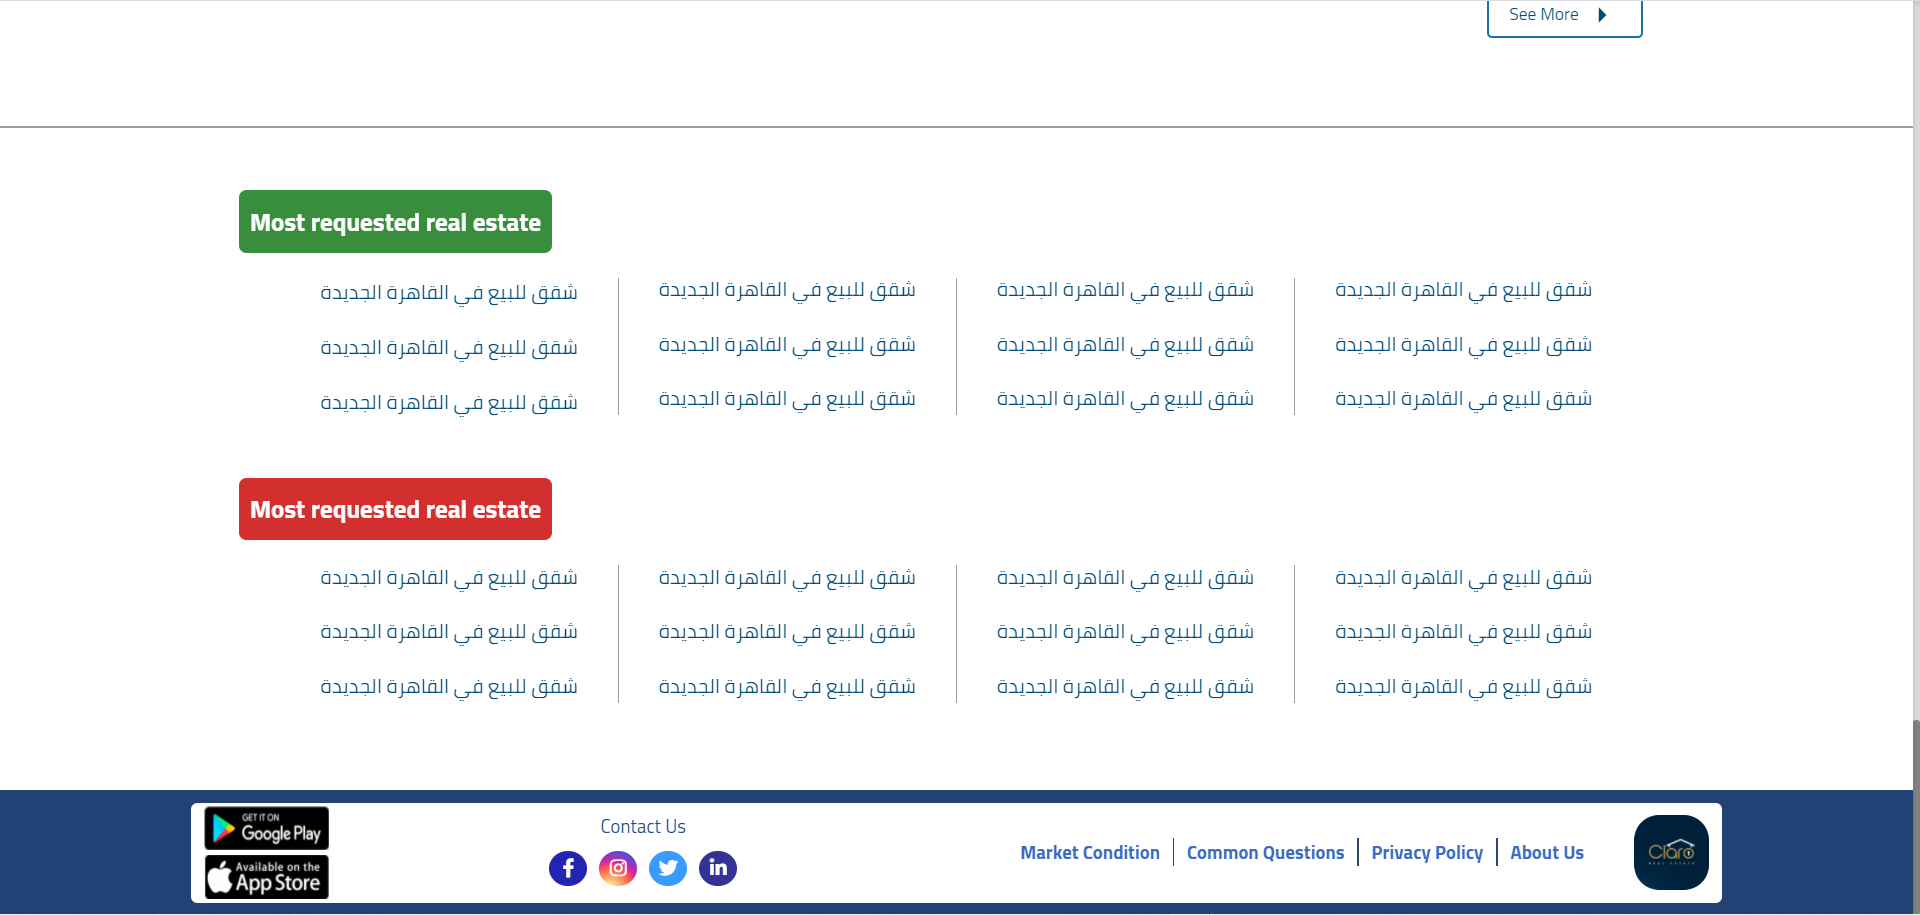 See More
Most requested real estate
شقق للبيع في القاهرة الجديدة
شقق للبيع في القاهرة الجديدة
شقق للبيع في القاهرة الجديدة
شقق للبيع في القاهرة الجديدة
شقق للبيع في القاهرة الجديدة
شقق للبيع في القاهرة الجديدة
شقق للبيع في القاهرة الجديدة
شقق للبيع في القاهرة الجديدة
شقق للبيع في القاهرة الجديدة
شقق للبيع في القاهرة الجديدة
شقق للبيع في القاهرة الجديدة
شقق للبيع في القاهرة الجديدة
Most requested real estate
شقق للبيع في القاهرة الجديدة
شقق للبيع في القاهرة الجديدة
شقق للبيع في القاهرة الجديدة
شقق للبيع في القاهرة الجديدة
شقق للبيع في القاهرة الجديدة
شقق للبيع في القاهرة الجديدة
شقق للبيع في القاهرة الجديدة
شقق للبيع في القاهرة الجديدة
شقق للبيع في القاهرة الجديدة
شقق للبيع في القاهرة الجديدة
شقق للبيع في القاهرة الجديدة
شقق للبيع في القاهرة الجديدة
GET IT ON
Google Play
Available on the
App Store
Contact Us
Market Condition
Common Questions
Privacy Policy
About Us
Claro
REAL ESTATE